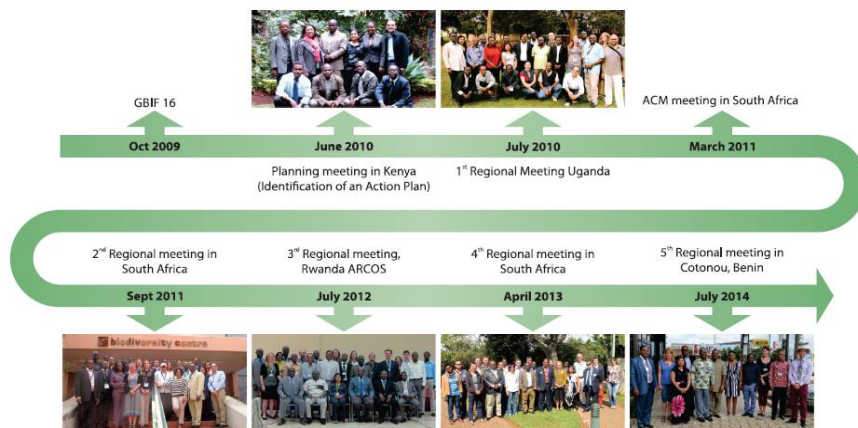 GBIF 16
ACM meeting in South Africa
Oct 2009
June 2010
July 2010
March 2011
Planning meeting in Kenya
(Identification of an Action Plan)
1st Regional Meeting Uganda
2nd Regional meeting in
South Africa
3rd Regional meeting,
Rwanda ARCOS
4th Regional meeting in
South Africa
5th Regional meeting in
Cotonou, Benin
Sept 2011
July 2012
April 2013
July 2014
biodiversity centre